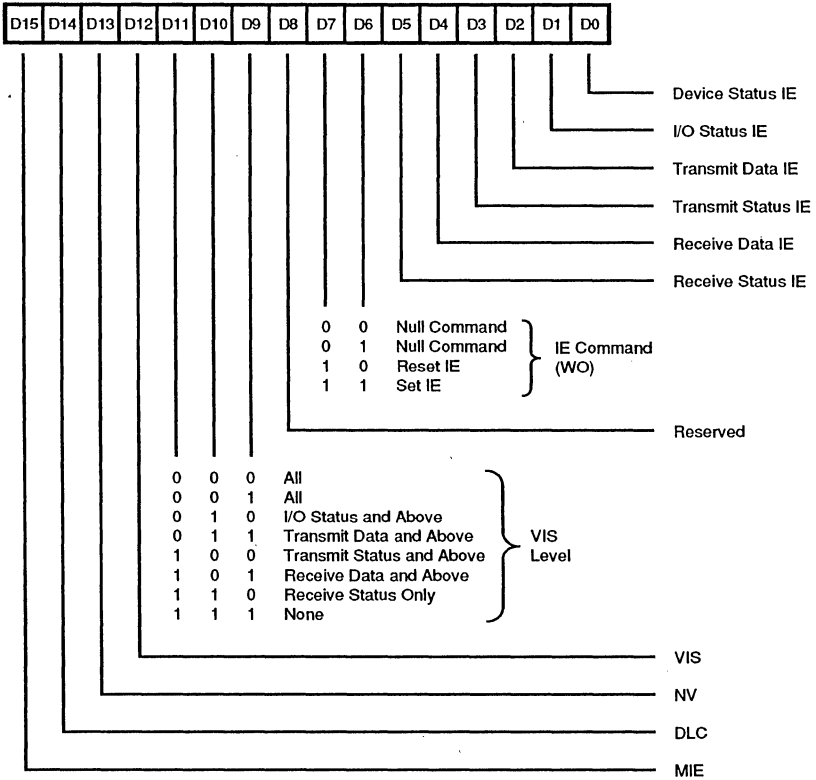 D15 D14 D13 D12 D11 D10 D9 D8 D7 D6 D5 D4 D3 D2 D1 D0
Device Status IE
I/O Status IE
Transmit Data IE
Transmit Status IE
Receive Data IE
Receive Status IE
0 0 Null Command
0 1 Null Command
1 0 Reset IE
1 1 Set IE
IE Command
(WO)
Reserved
0 0 0 All
0 0 1 All
0 1 0 I/O Status and Above
0 1 1 Transmit Data and Above
1 0 0 Transmit Status and Above
1 0 1 Receive Data and Above
1 1 0 Receive Status Only
1 1 1 None
VIS
Level
VIS
NV
DLC
MIE